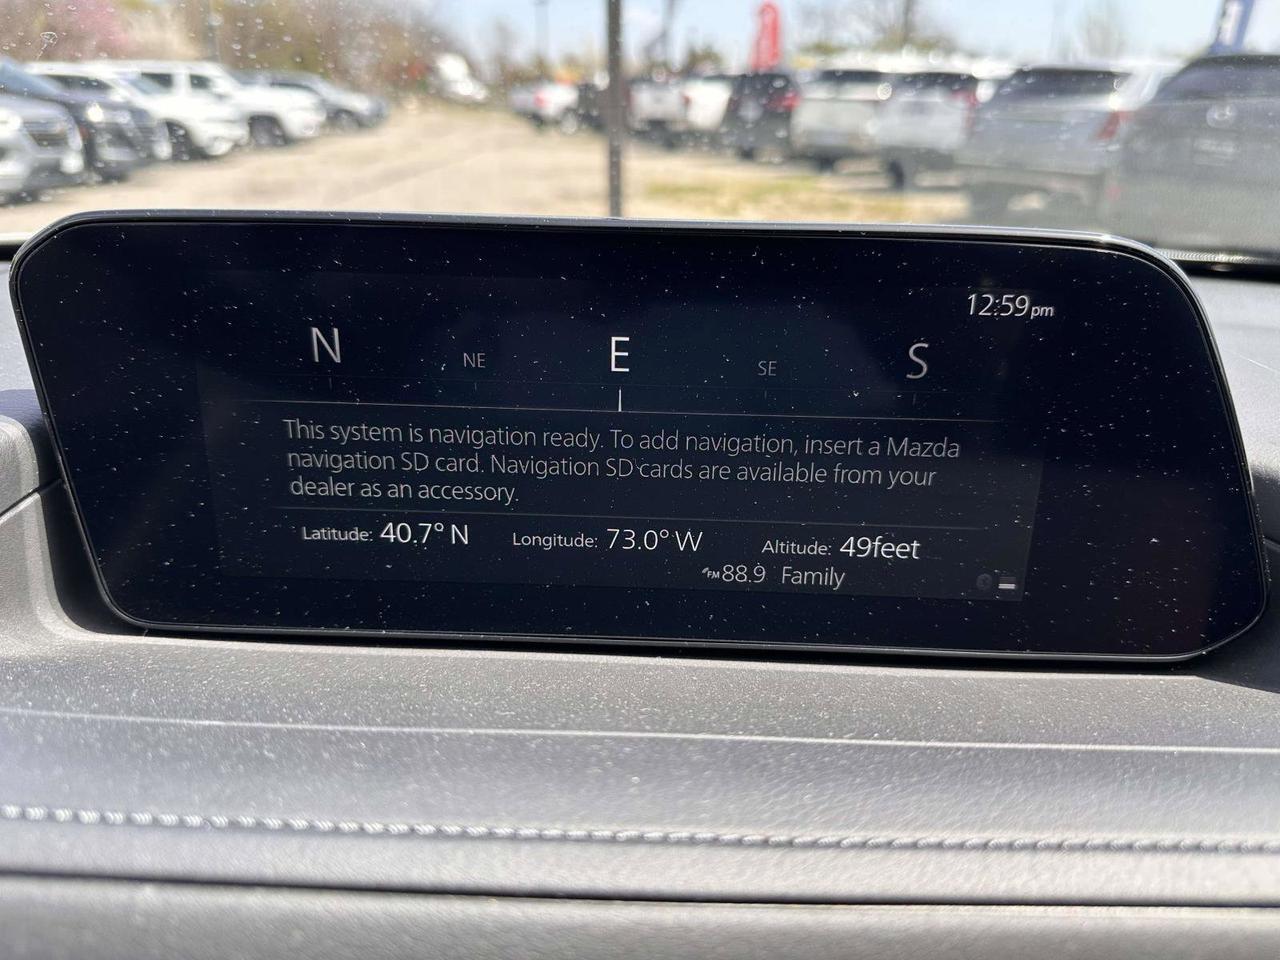 12:59pm
N NE E SE S
This system is navigation ready. To add navigation, insert a Mazda
navigation SD card. Navigation SD cards are available from your
dealer as an accessory.
Latitude: 40.7° N Longitude: 73.0° W Altitude: 49feet
FM 88.9 Family